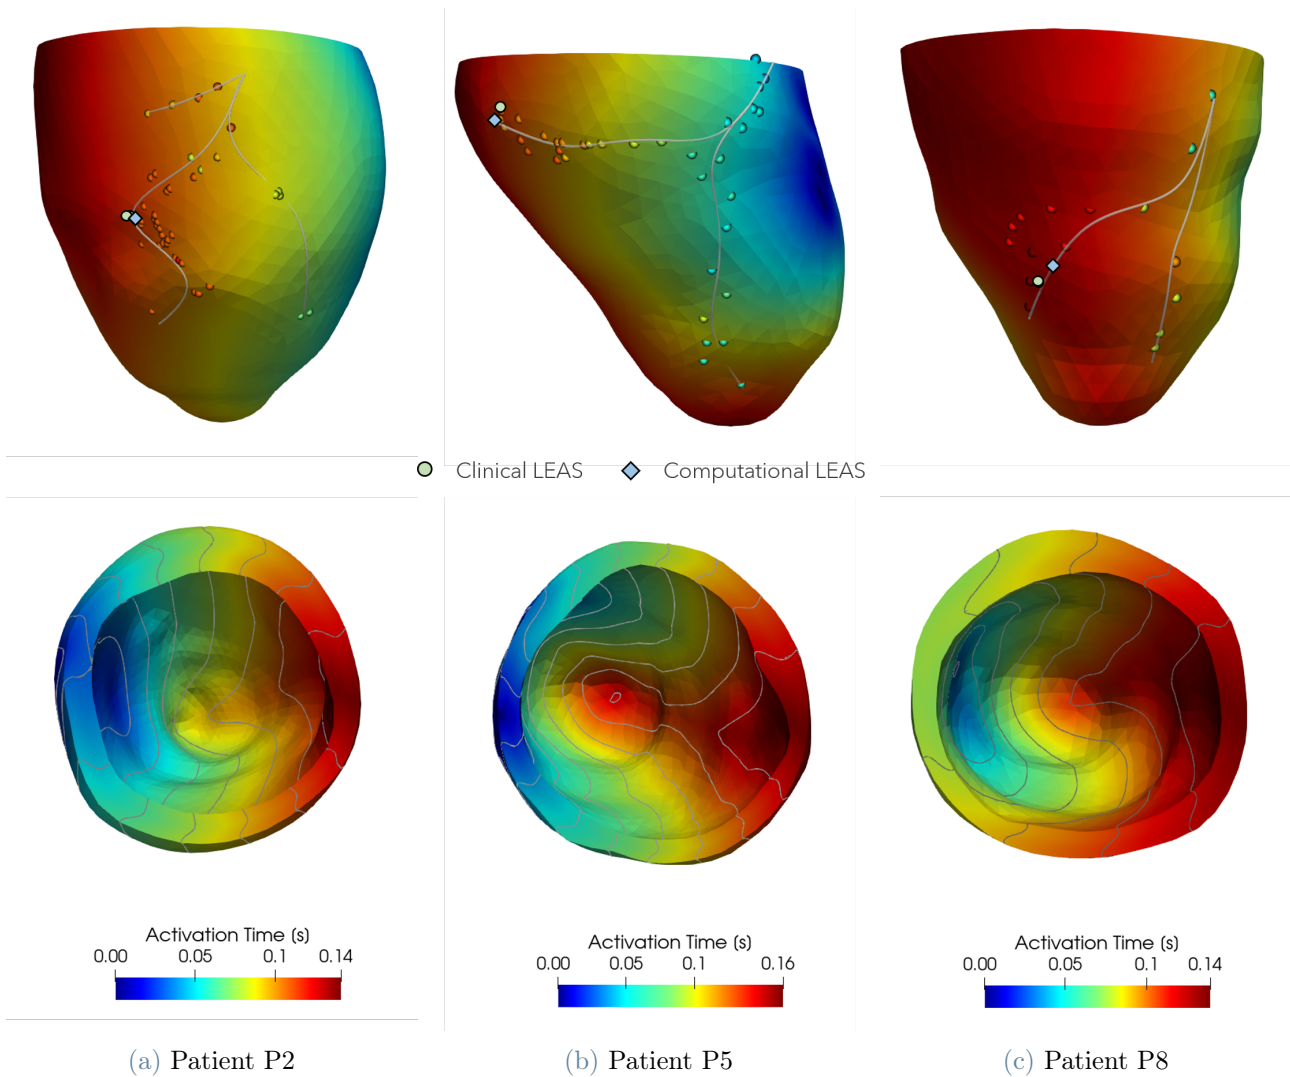 Clinical LEAS Computational LEAS
Activation Time (s)
0.00 0.05 0.1 0.14
Activation Time (s)
0.00 0.05 0.1 0.16
Activation Time (s)
0.00 0.05 0.1 0.14
(a) Patient P2
(b) Patient P5
(c) Patient P8